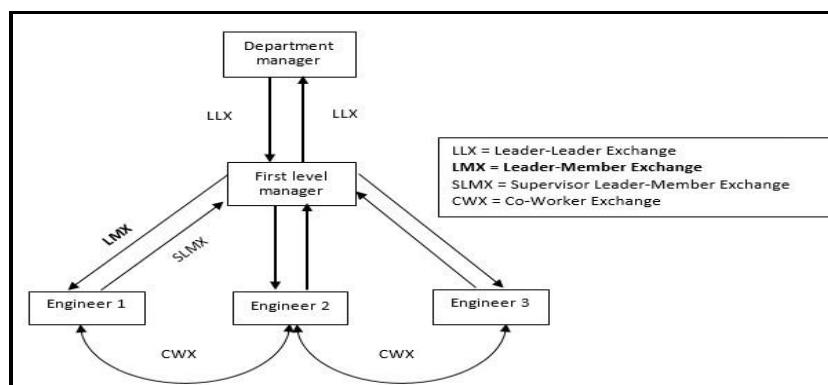 Department
manager
LLX
LLX
LLX = Leader-Leader Exchange
LMX = Leader-Member Exchange
SLMX = Supervisor Leader-Member Exchange
CWX = Co-Worker Exchange
First level
manager
LMX
SLMX
Engineer 1
Engineer 2
Engineer 3
CWX
CWX